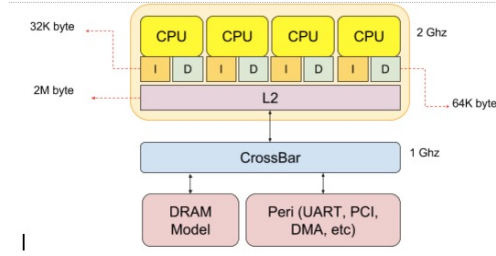 32K byte
CPU CPU CPU CPU
2 Ghz
I D I D I D I D
2M byte
L2
64K byte
CrossBar
1 Ghz
DRAM
Model
Peri (UART, PCI,
DMA, etc)